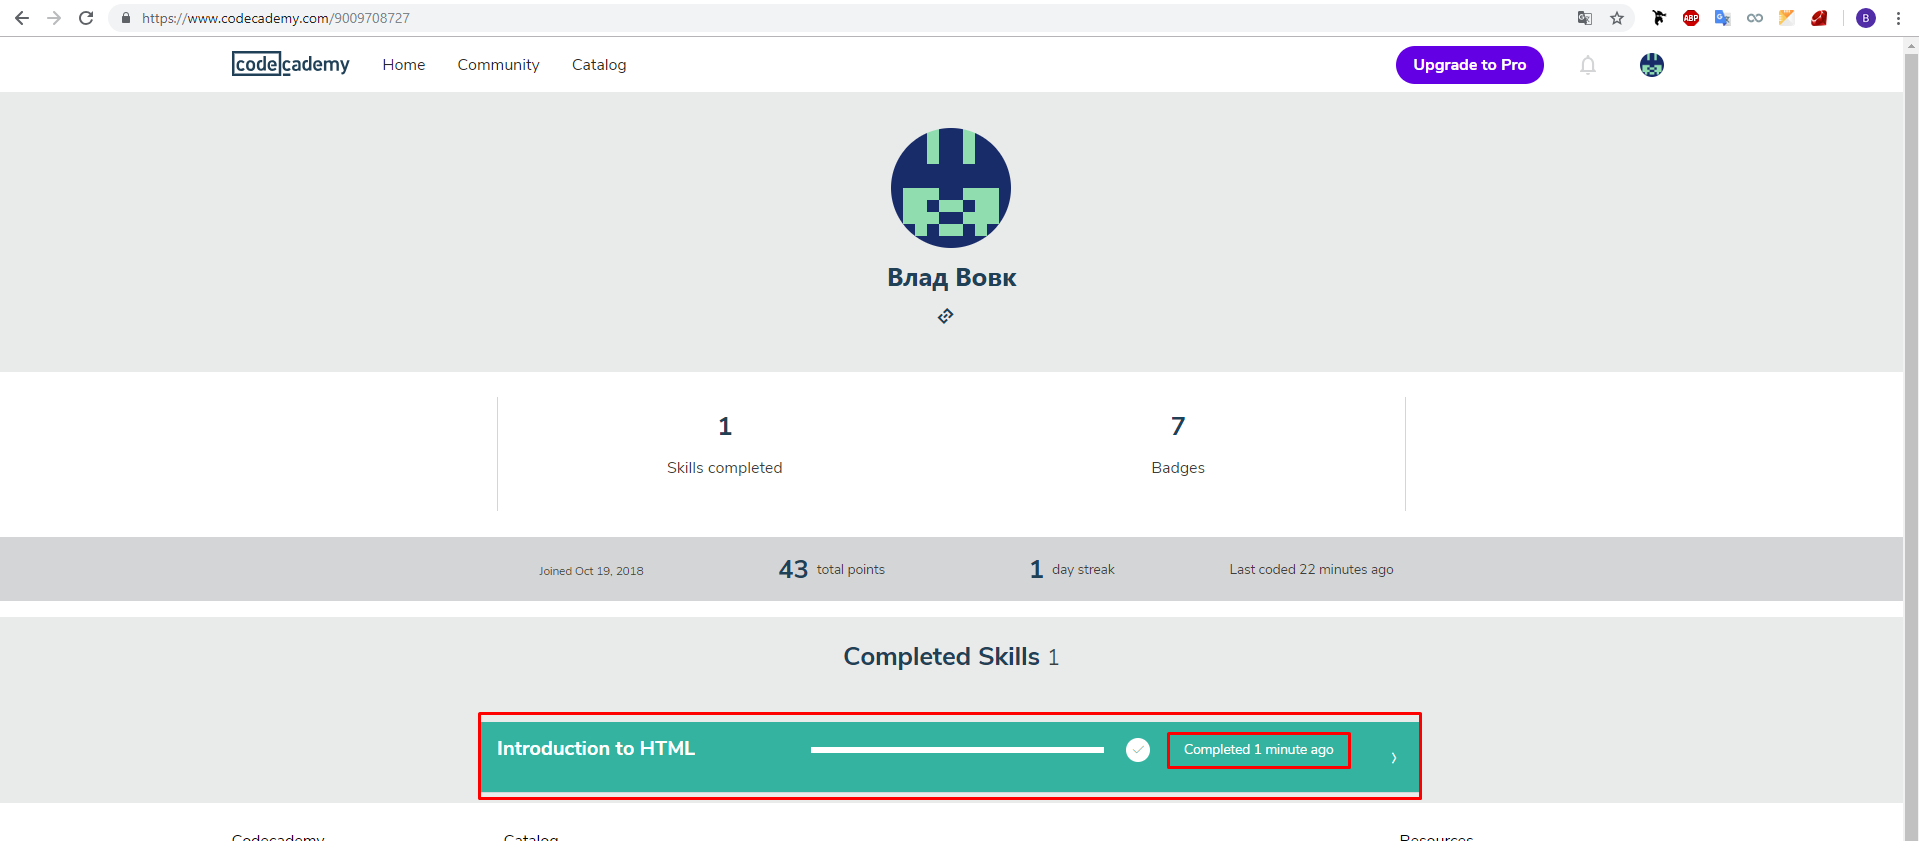 https://www.codecademy.com/9009708727
ABP
B
codecademy
Home
Community
Catalog
Upgrade to Pro
Влад Вовк
1
7
Skills completed
Badges
Joined Oct 19, 2018
43 total points
1 day streak
Last coded 22 minutes ago
Completed Skills 1
Introduction to HTML
Completed 1 minute ago
Codecademy
Catalog
Resources